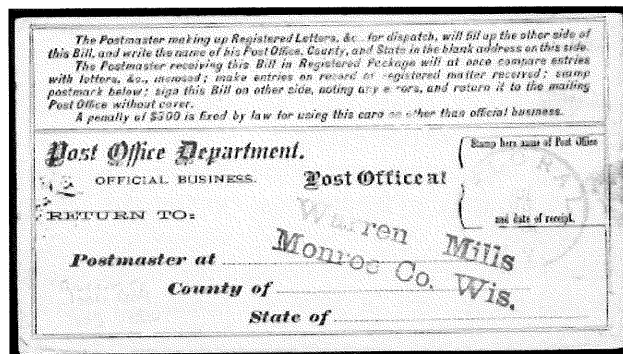 The Postmaster making up Registered Letters, &c. for dispatch, will fill up the other side of
this Bill, and write the name of his Post Office, County, and State in the blank address on this side.
The Postmaster receiving this Bill in Registered Package will at once compare entries
with letters, &c., inclosed; make entries on record of registered matter received; stamp
postmark below; sign this Bill on other side, noting any errors, and return it to the mailing
Post Office without cover.
A penalty of $300 is fixed by law for using this card on other than official business.
Post Office Department.
OFFICIAL BUSINESS.
Post Office at
Stamp here name of Post Office
and date of receipt.
RETURN TO:
Warren Mills
Monroe Co. Wis.
Postmaster at
County of
State of